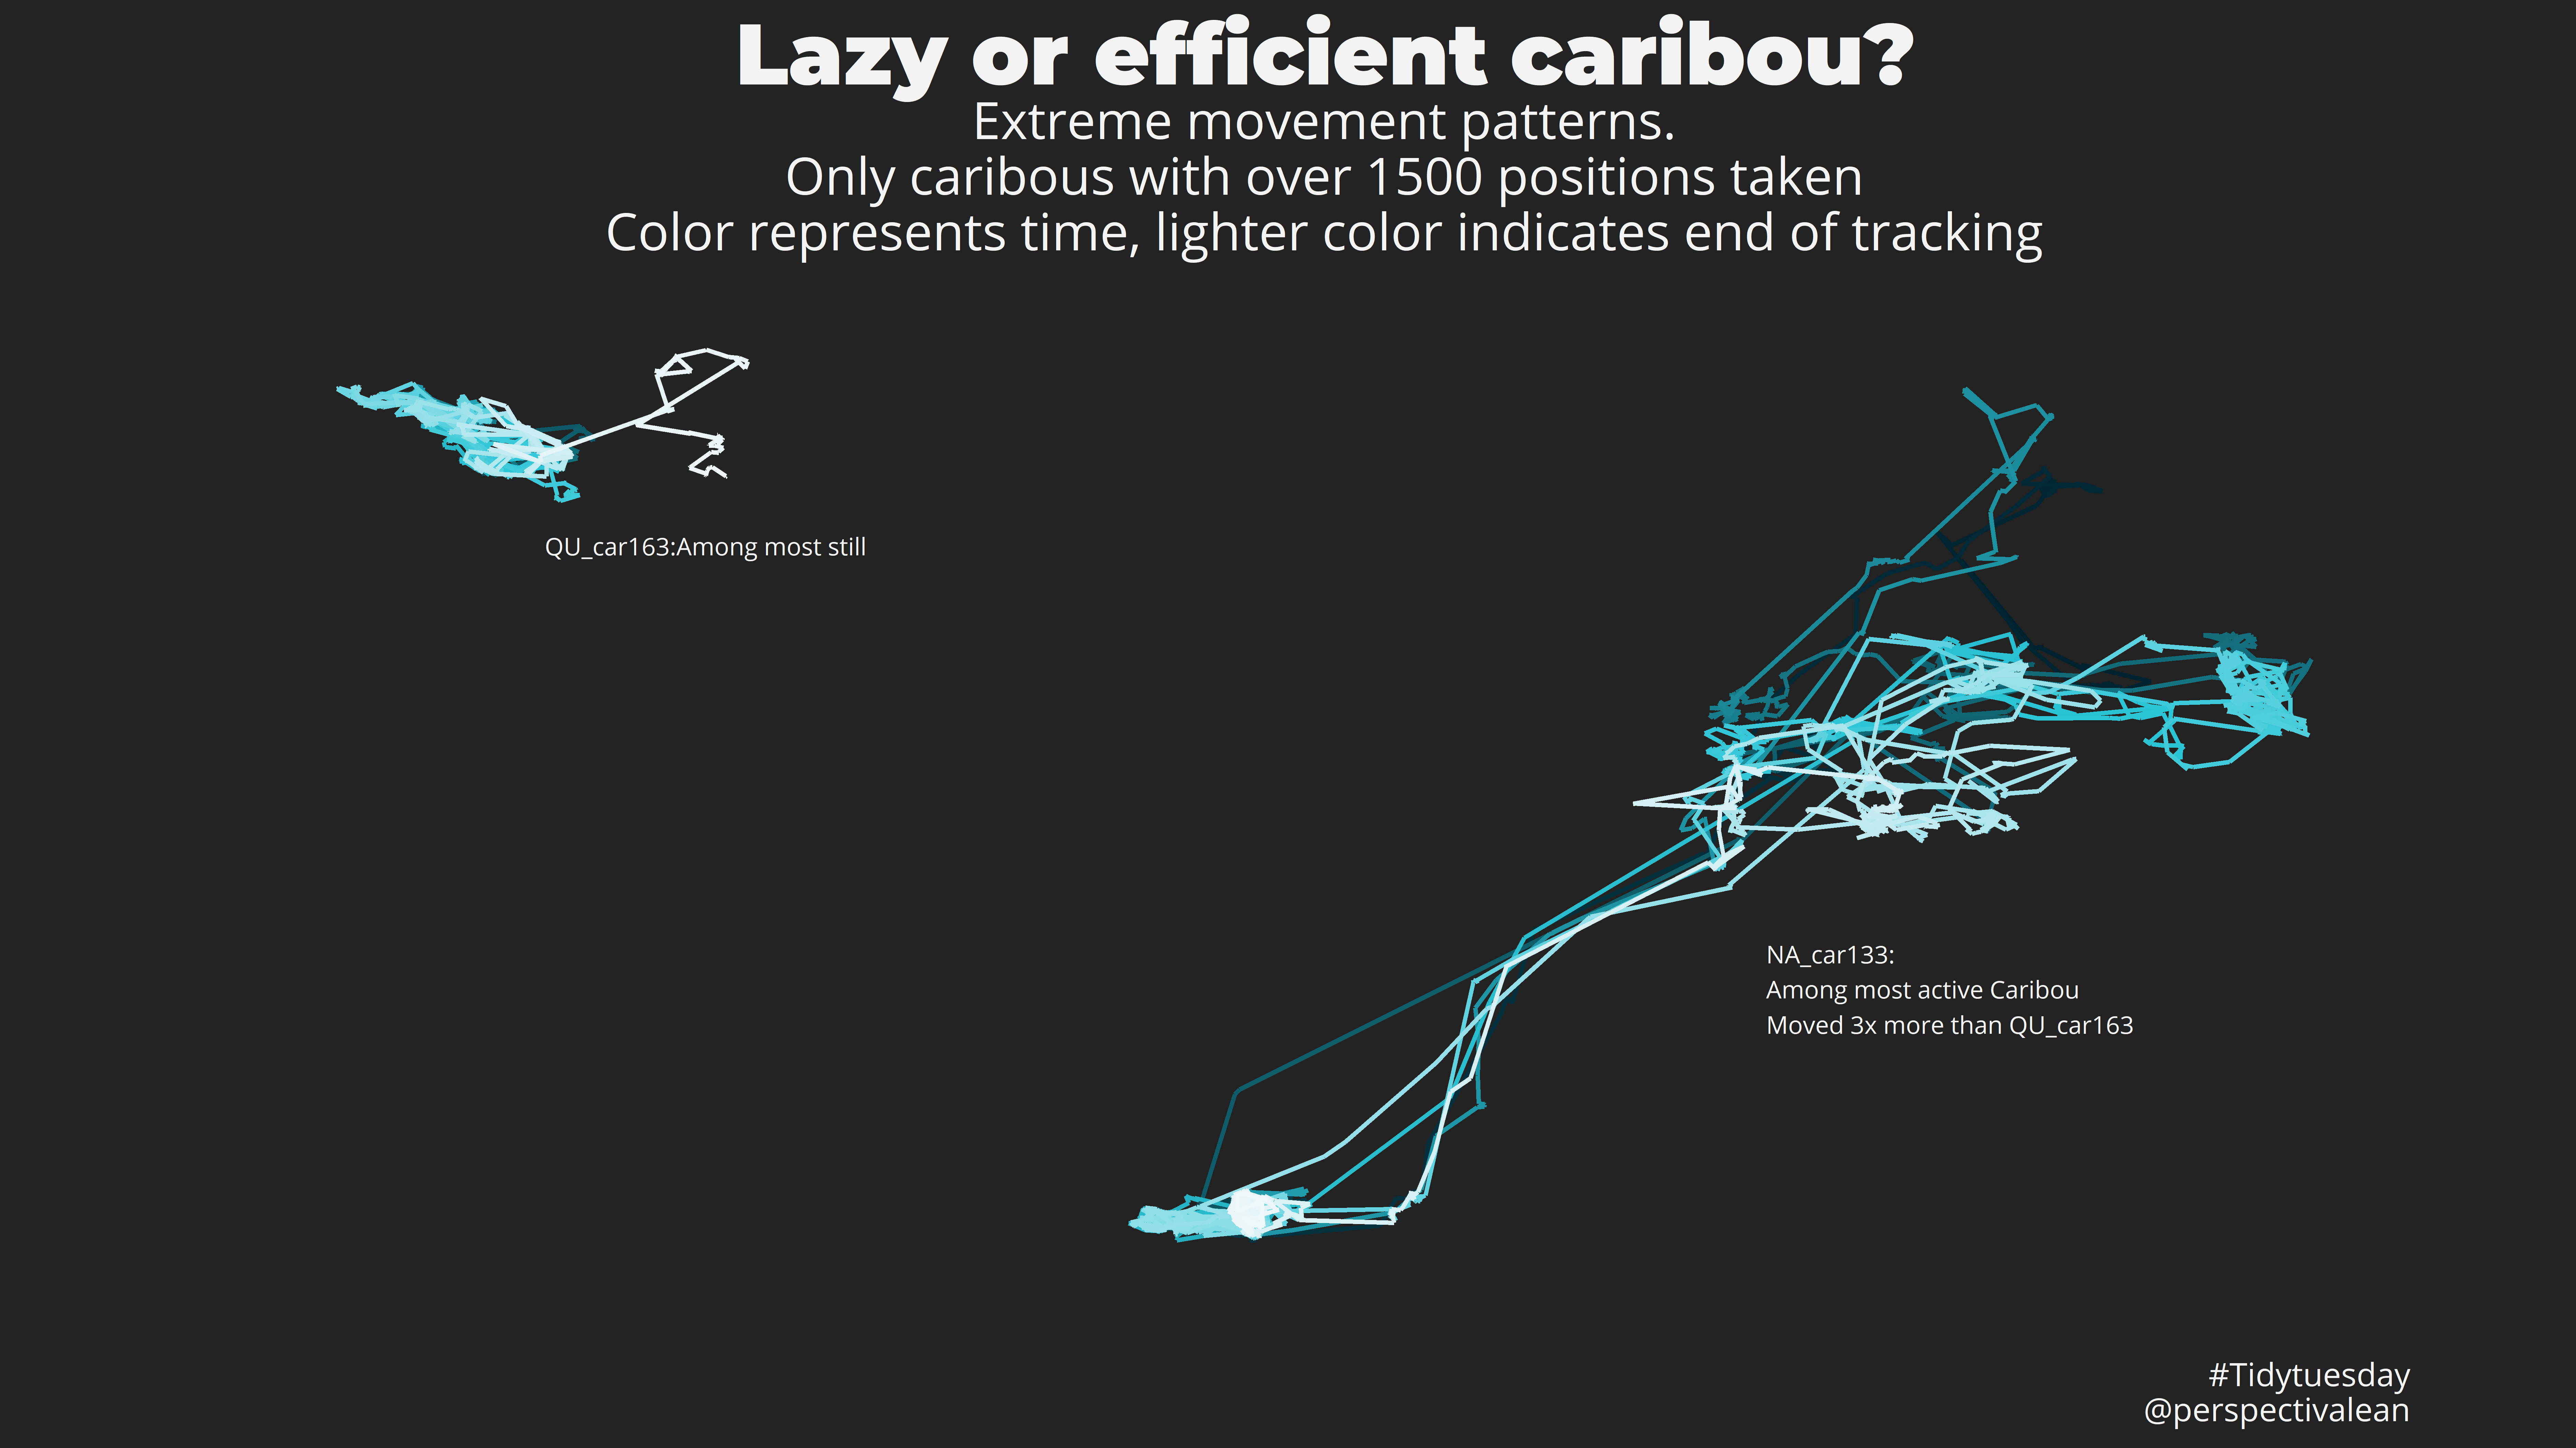 Lazy or efficient caribou?
Extreme movement patterns.
Only caribous with over 1500 positions taken
Color represents time, lighter color indicates end of tracking
QU_car163:Among most still
NA_car133:
Among most active Caribou
Moved 3x more than QU_car163
#Tidytuesday
@perspectivalean